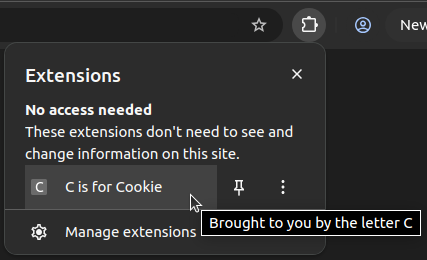 New
Extensions
No access needed
These extensions don't need to see and
change information on this site.
C C is for Cookie
Brought to you by the letter C
Manage extensions